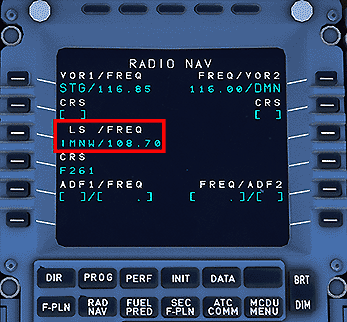 RADIO NAV
VOR1/FREQ FREQ/VOR2
STG/116.85 116.00/DMN
CRS CRS
[ ] [ ]
LS /FREQ
IMNW/108.70
CRS
F261
ADF1/FREQ FREQ/ADF2
[ ]/[ .] [ .]/[ ]
DIR PROG PERF INIT DATA BRT
F-PLN RAD NAV FUEL PRED SEC F-PLN ATC COMM MCDU MENU DIM